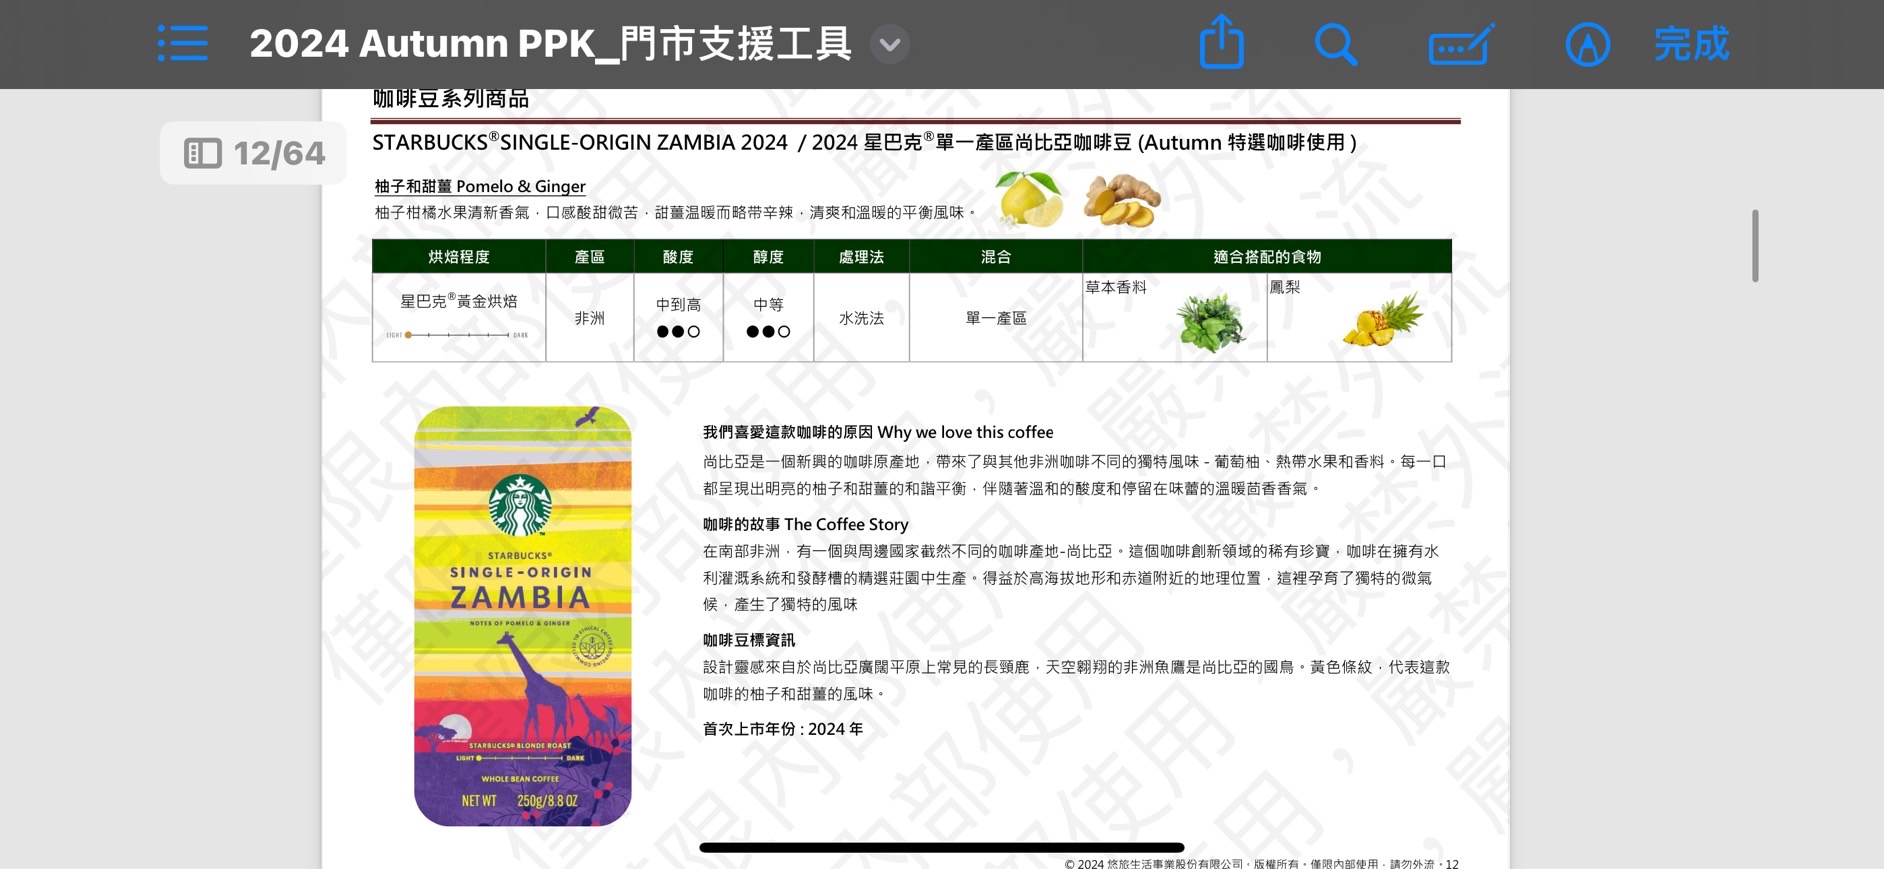 2024 Autumn PPK_門市支援工具
完成
12/64
咖啡豆系列商品
STARBUCKS®SINGLE-ORIGIN ZAMBIA 2024 / 2024 星巴克®單一產區尚比亞咖啡豆 (Autumn 特選咖啡使用 )
柚子和甜薑 Pomelo & Ginger
柚子柑橘水果清新香氣，口感酸甜微苦，甜薑温暖而略带辛辣，清爽和溫暖的平衡風味。
烘焙程度 產區 酸度 醇度 處理法 混合 適合搭配的食物
星巴克®黃金烘焙 非洲 中到高 中等 水洗法 單一產區 草本香料 鳳梨
LIGHT DARK
我們喜愛這款咖啡的原因 Why we love this coffee
尚比亞是一個新興的咖啡原產地，帶來了與其他非洲咖啡不同的獨特風味 - 葡萄柚、熱帶水果和香料。每一口
都呈現出明亮的柚子和甜薑的和諧平衡，伴隨著溫和的酸度和停留在味蕾的溫暖茴香香氣。
咖啡的故事 The Coffee Story
在南部非洲，有一個與周邊國家截然不同的咖啡產地-尚比亞。這個咖啡創新領域的稀有珍寶，咖啡在擁有水
利灌溉系統和發酵槽的精選莊園中生產。得益於高海拔地形和赤道附近的地理位置，這裡孕育了獨特的微氣
候，產生了獨特的風味
咖啡豆標資訊
設計靈感來自於尚比亞廣闊平原上常見的長頸鹿，天空翱翔的非洲魚鷹是尚比亞的國鳥。黃色條紋，代表這款
咖啡的柚子和甜薑的風味。
首次上市年份 : 2024 年
STARBUCKS®
SINGLE-ORIGIN
ZAMBIA
NOTES OF POMELO & GINGER
COMMITTED TO ETHICAL COFFEE SOURCING
STARBUCKS® BLONDE ROAST
LIGHT DARK
WHOLE BEAN COFFEE
NET WT 250g/8.8 OZ
© 2024 悠旅生活事業股份有限公司，版權所有。僅限內部使用，請勿外流。12
僅限內部使用，嚴禁外流